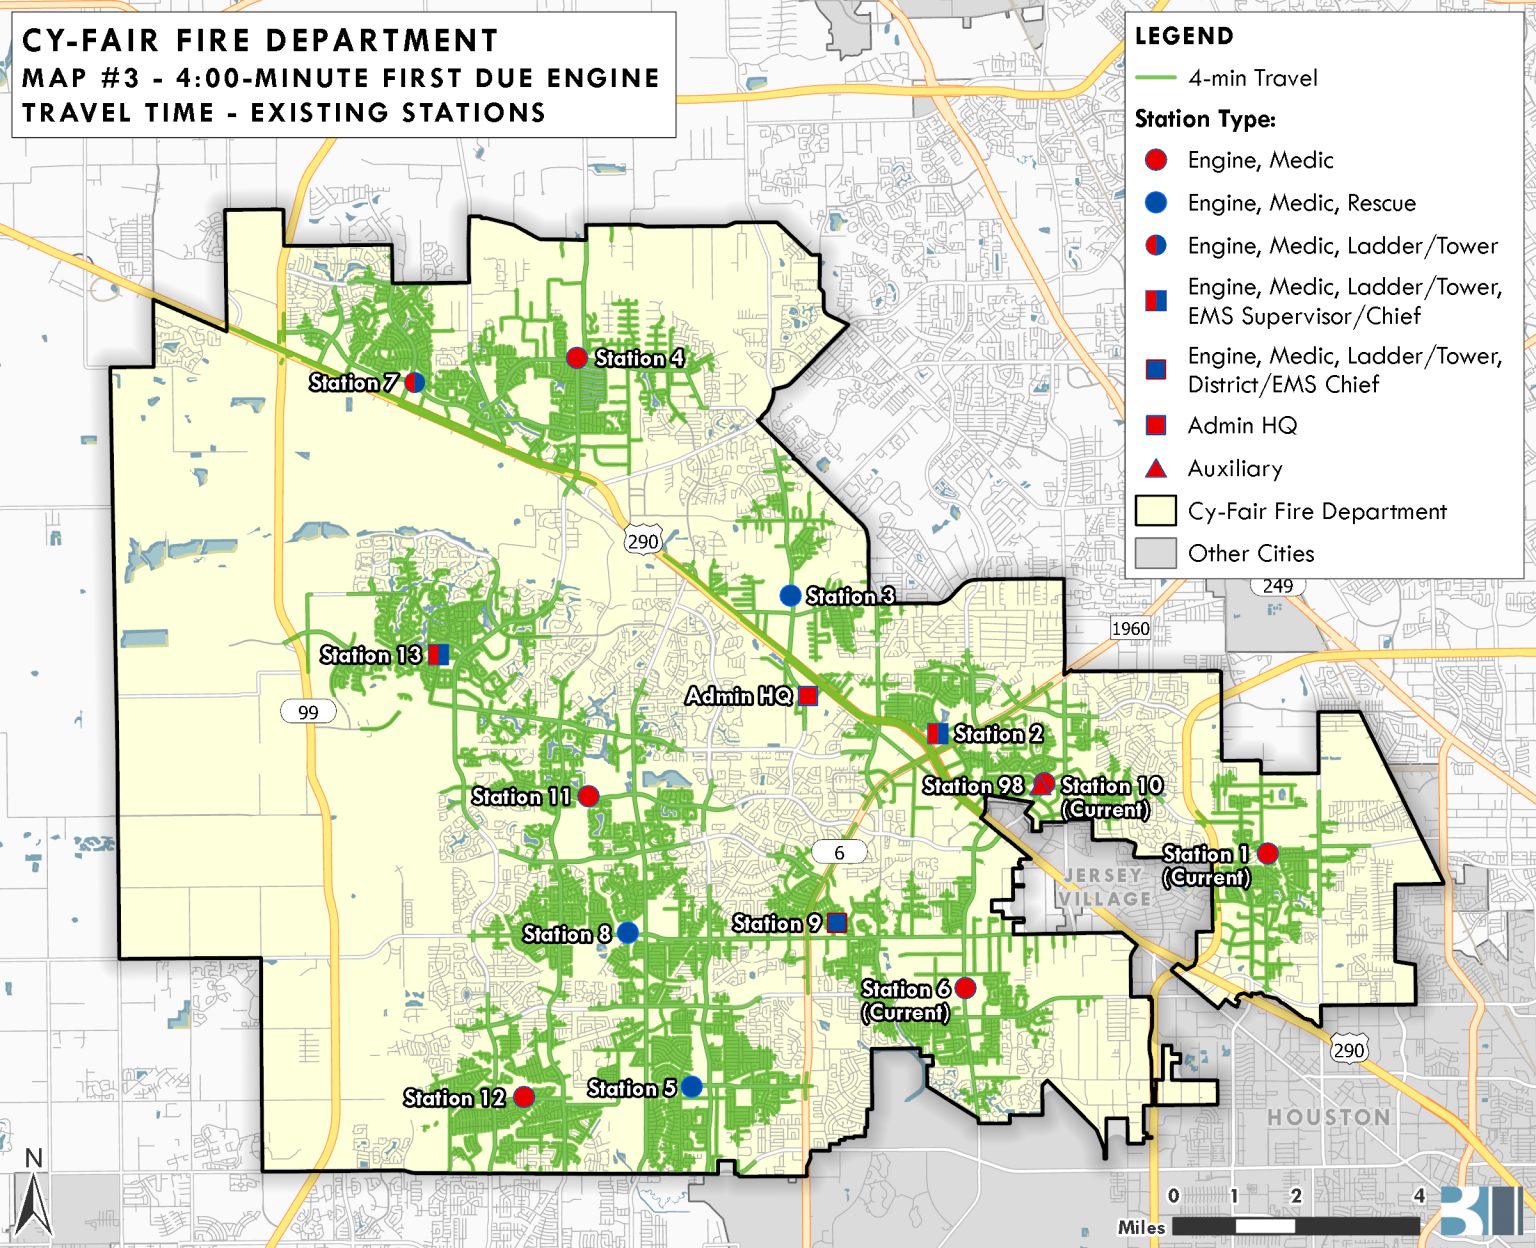 CY-FAIR FIRE DEPARTMENT
MAP #3 - 4:00-MINUTE FIRST DUE ENGINE
TRAVEL TIME - EXISTING STATIONS
LEGEND
4-min Travel
Station Type:
Engine, Medic
Engine, Medic, Rescue
Engine, Medic, Ladder/Tower
Engine, Medic, Ladder/Tower,
EMS Supervisor/Chief
Engine, Medic, Ladder/Tower,
District/EMS Chief
Admin HQ
Auxiliary
Cy-Fair Fire Department
Other Cities
Station 4
Station 7
290
249
Station 3
1960
Station 13
Admin HQ
99
Station 2
Station 98
Station 10
(Current)
Station 11
6
Station 1
(Current)
JERSEY
VILLAGE
Station 9
Station 8
Station 6
(Current)
290
Station 5
Station 12
HOUSTON
N
0 1 2 4
Miles